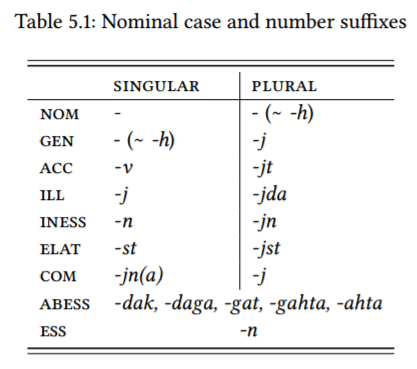 Table 5.1: Nominal case and number suffixes
SINGULAR PLURAL
NOM - - (~ -h)
GEN - (~ -h) -j
ACC -v -jt
ILL -j -jda
INESS -n -jn
ELAT -st -jst
COM -jn(a) -j
ABESS -dak, -daga, -gat, -gahta, -ahta
ESS -n